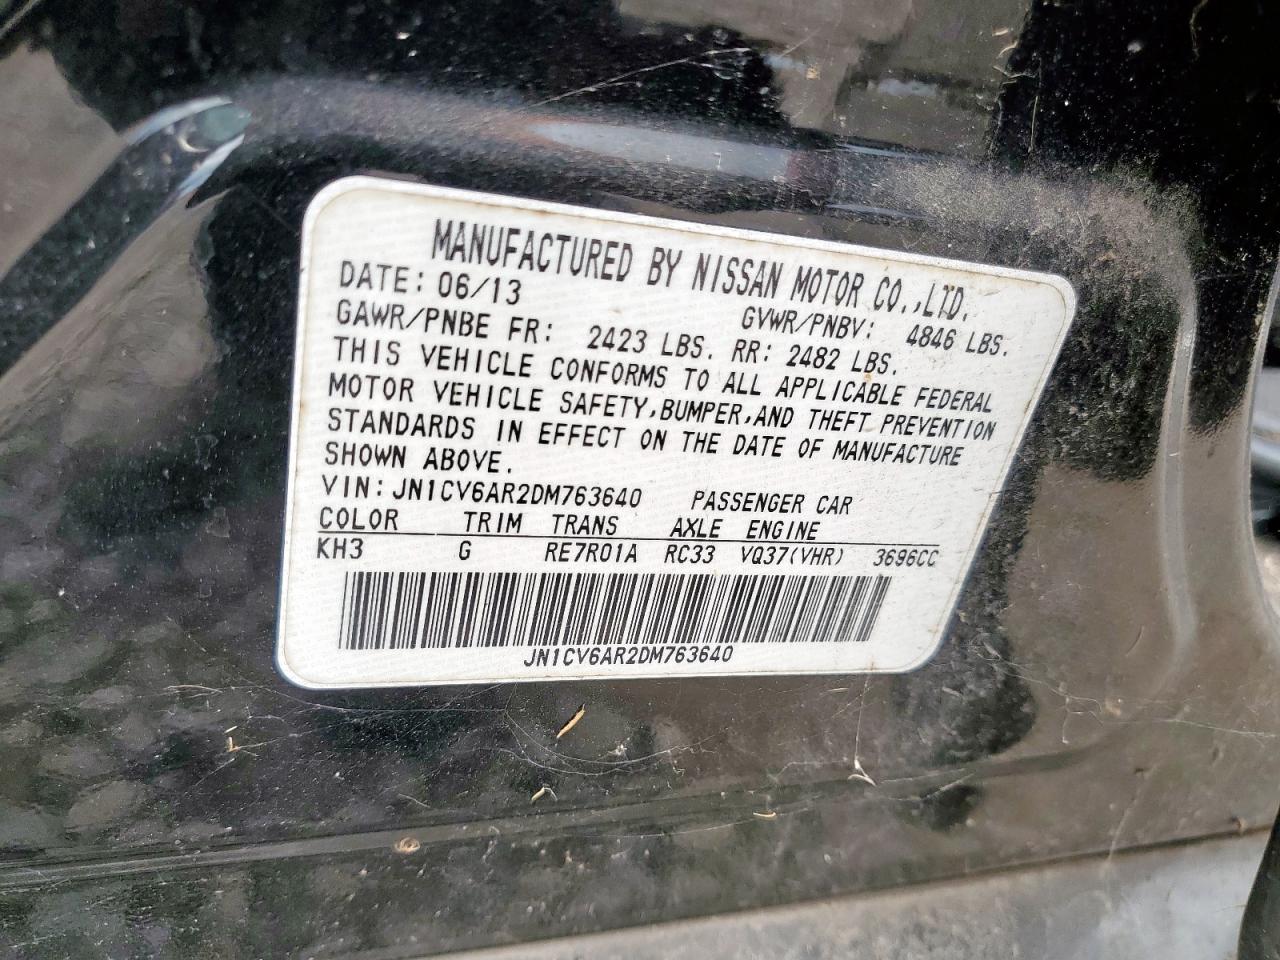 MANUFACTURED BY NISSAN MOTOR CO.,LTD.
DATE: 06/13 GVWR/PNBV: 4846 LBS.
GAWR/PNBE FR: 2423 LBS. RR: 2482 LBS.
THIS VEHICLE CONFORMS TO ALL APPLICABLE FEDERAL
MOTOR VEHICLE SAFETY,BUMPER,AND THEFT PREVENTION
STANDARDS IN EFFECT ON THE DATE OF MANUFACTURE
SHOWN ABOVE.
VIN: JN1CV6AR2DM763640 PASSENGER CAR
COLOR TRIM TRANS AXLE ENGINE
KH3 G RE7R01A RC33 VQ37(VHR) 3696CC
JN1CV6AR2DM763640